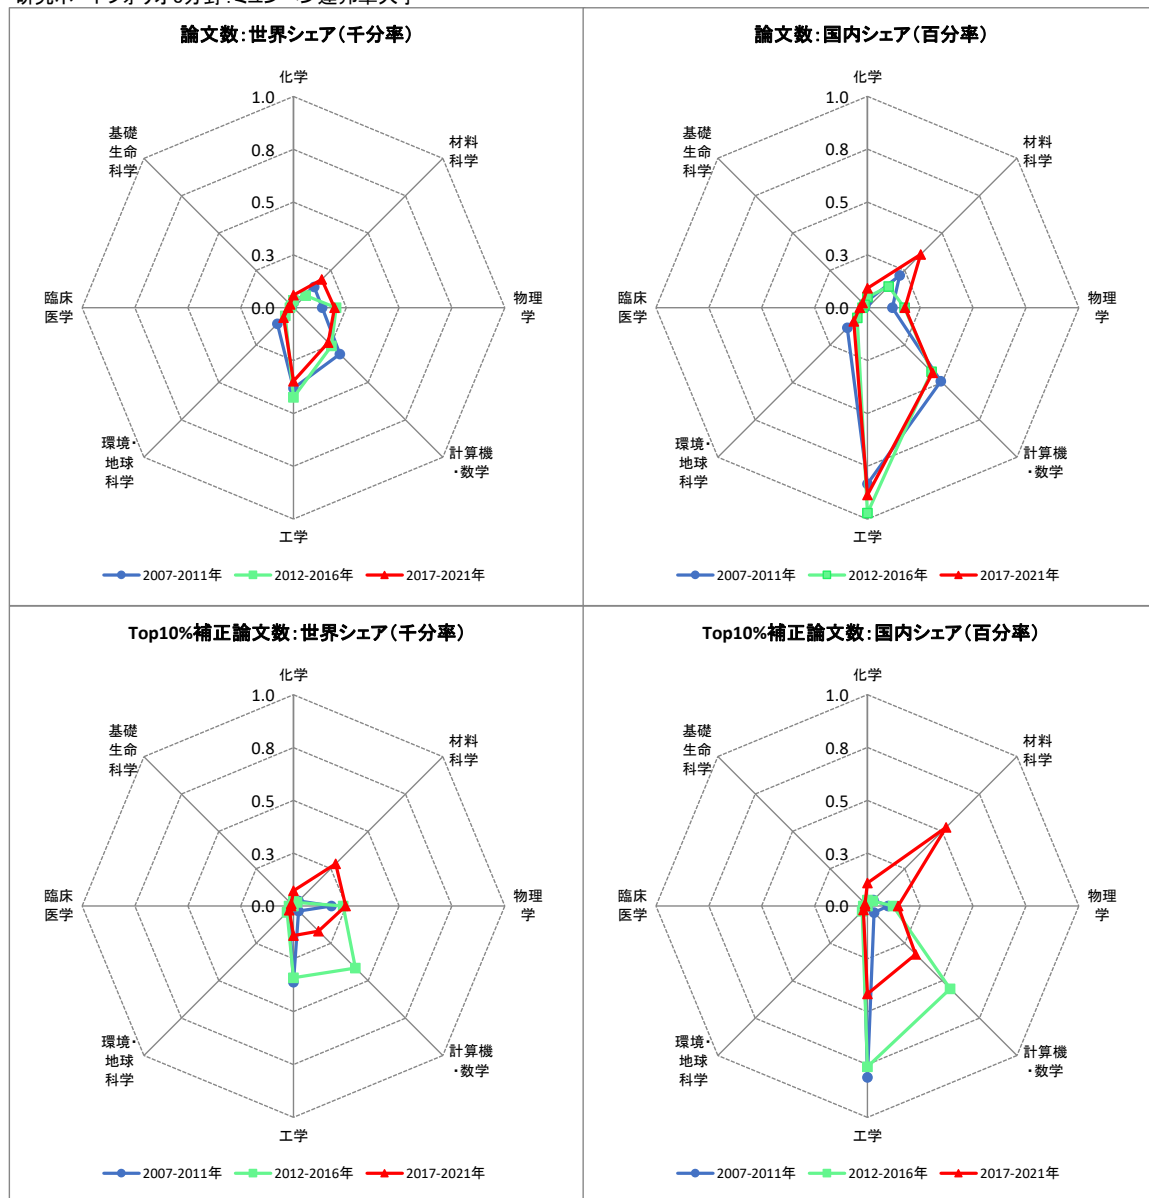 論文数：世界シェア（千分率）
化学
1.0
基礎
生命
科学
材料
科学
0.8
0.5
0.3
臨床
医学
0.0
物理
学
環境・
地球
科学
計算機
・数学
工学
2007-2011年
2012-2016年
2017-2021年
論文数：国内シェア（百分率）
化学
1.0
基礎
生命
科学
材料
科学
0.8
0.5
0.3
臨床
医学
0.0
物理
学
環境・
地球
科学
計算機
・数学
工学
2007-2011年
2012-2016年
2017-2021年
Top10%補正論文数：世界シェア（千分率）
化学
1.0
基礎
生命
科学
材料
科学
0.8
0.5
0.3
臨床
医学
0.0
物理
学
環境・
地球
科学
計算機
・数学
工学
2007-2011年
2012-2016年
2017-2021年
Top10%補正論文数：国内シェア（百分率）
化学
1.0
基礎
生命
科学
材料
科学
0.8
0.5
0.3
臨床
医学
0.0
物理
学
環境・
地球
科学
計算機
・数学
工学
2007-2011年
2012-2016年
2017-2021年